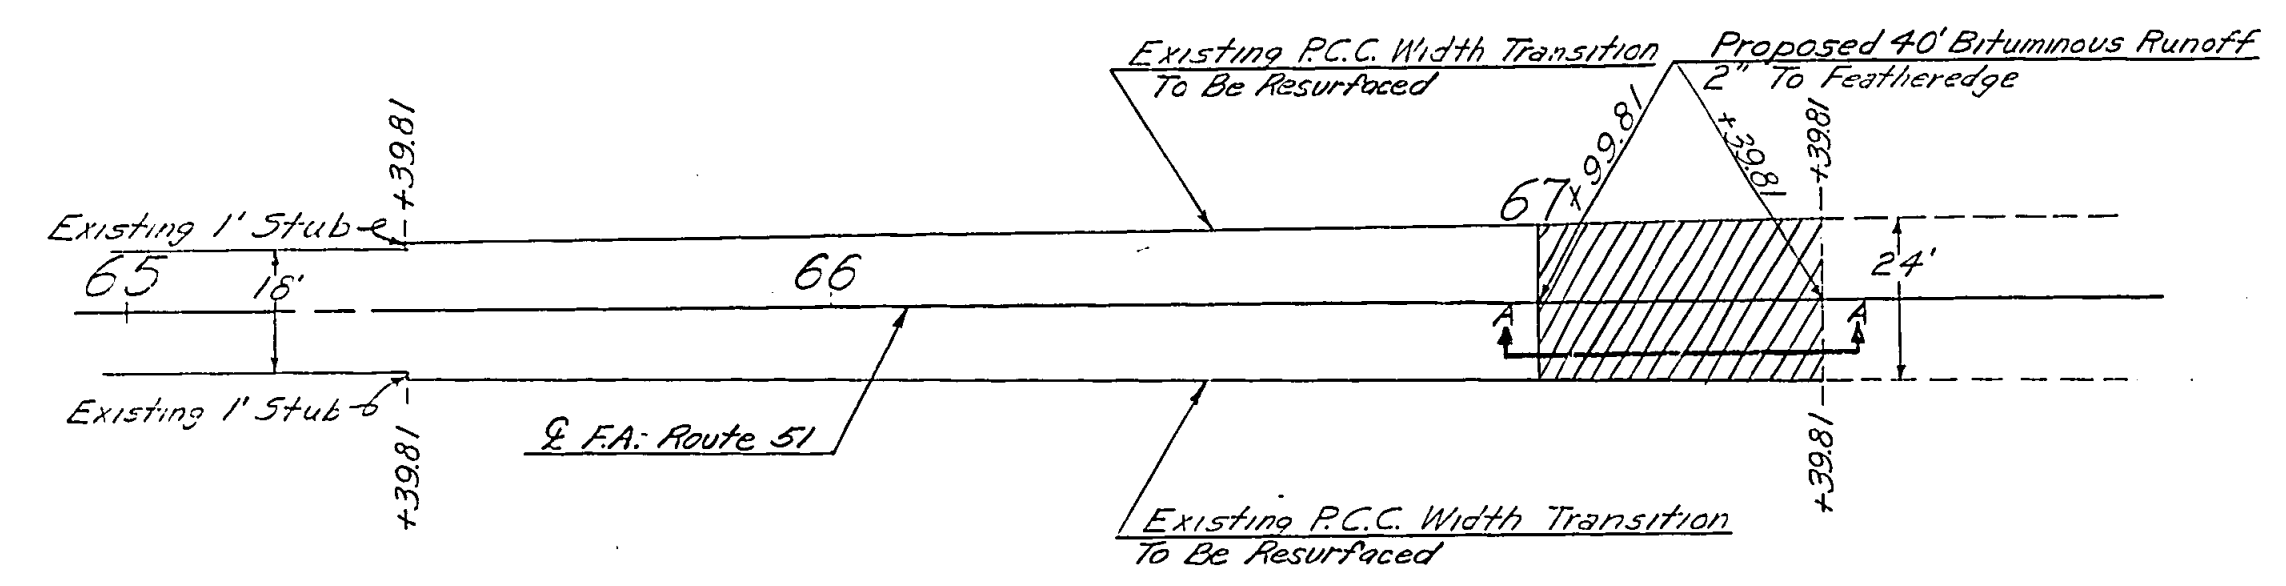 Existing P.C.C. Width Transition
To Be Resurfaced
Proposed 40' Bituminous Runoff
2" To Featheredge
+39.81
+99.81
+39.81
+39.81
Existing 1' Stub
67
65
18'
66
24'
A
A
Existing 1' Stub
℄ F.A. Route 51
+39.81
+39.81
Existing P.C.C. Width Transition
To Be Resurfaced